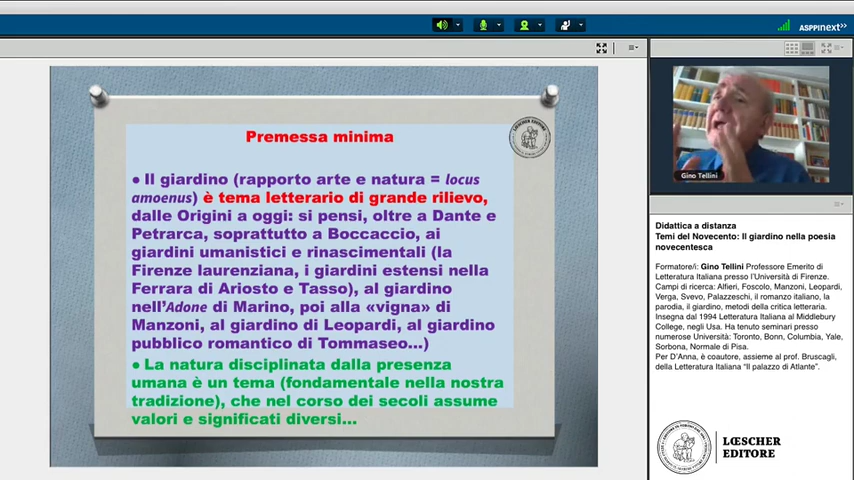 ASPPInext>>
Premessa minima
LŒSCHER EDITORE
● Il giardino (rapporto arte e natura = locus
amoenus) è tema letterario di grande rilievo,
dalle Origini a oggi: si pensi, oltre a Dante e
Petrarca, soprattutto a Boccaccio, ai
giardini umanistici e rinascimentali (la
Firenze laurenziana, i giardini estensi nella
Ferrara di Ariosto e Tasso), al giardino
nell'Adone di Marino, poi alla «vigna» di
Manzoni, al giardino di Leopardi, al giardino
pubblico romantico di Tommaseo...)
● La natura disciplinata dalla presenza
umana è un tema (fondamentale nella nostra
tradizione), che nel corso dei secoli assume
valori e significati diversi...
Gino Tellini
Didattica a distanza
Temi del Novecento: Il giardino nella poesia
novecentesca
Formatore/i: Gino Tellini Professore Emerito di
Letteratura Italiana presso l'Università di Firenze.
Campi di ricerca: Alfieri, Foscolo, Manzoni, Leopardi,
Verga, Svevo, Palazzeschi, il romanzo italiano, la
parodia, il giardino, metodi della critica letteraria.
Insegna dal 1994 Letteratura Italiana al Middlebury
College, negli Usa. Ha tenuto seminari presso
numerose Università: Toronto, Bonn, Columbia, Yale,
Sorbona, Normale di Pisa.
Per D'Anna, è coautore, assieme al prof. Bruscagli,
della Letteratura Italiana "Il palazzo di Atlante".
LŒSCHER
EDITORE